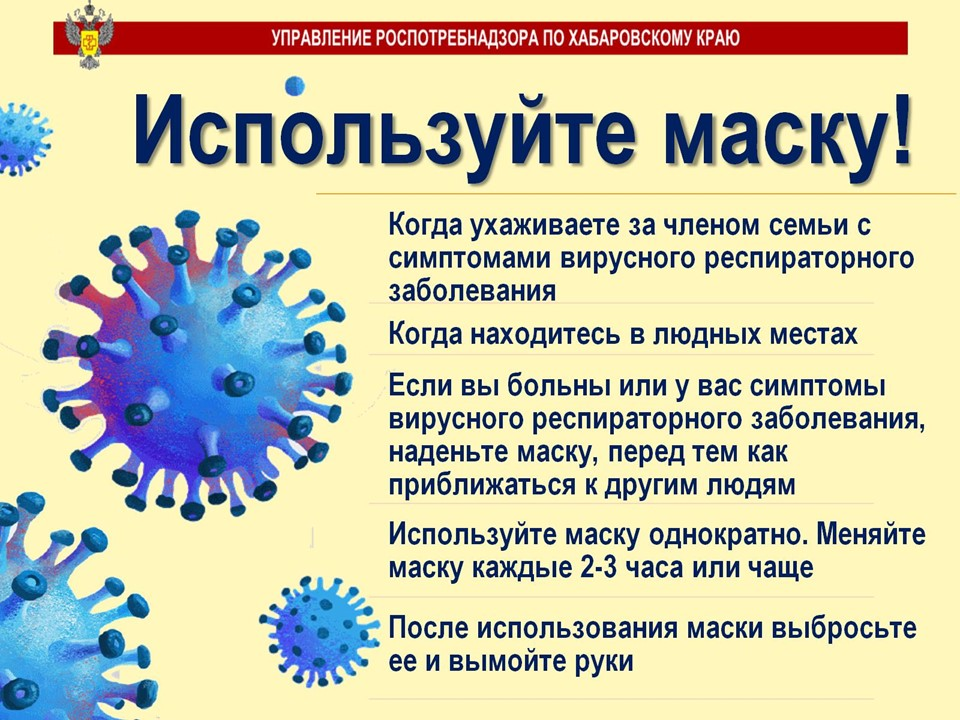 УПРАВЛЕНИЕ РОСПОТРЕБНАДЗОРА ПО ХАБАРОВСКОМУ КРАЮ
Используйте маску!
Когда ухаживаете за членом семьи с
симптомами вирусного респираторного
заболевания
Когда находитесь в людных местах
Если вы больны или у вас симптомы
вирусного респираторного заболевания,
наденьте маску, перед тем как
приближаться к другим людям
Используйте маску однократно. Меняйте
маску каждые 2-3 часа или чаще
После использования маски выбросьте
ее и вымойте руки